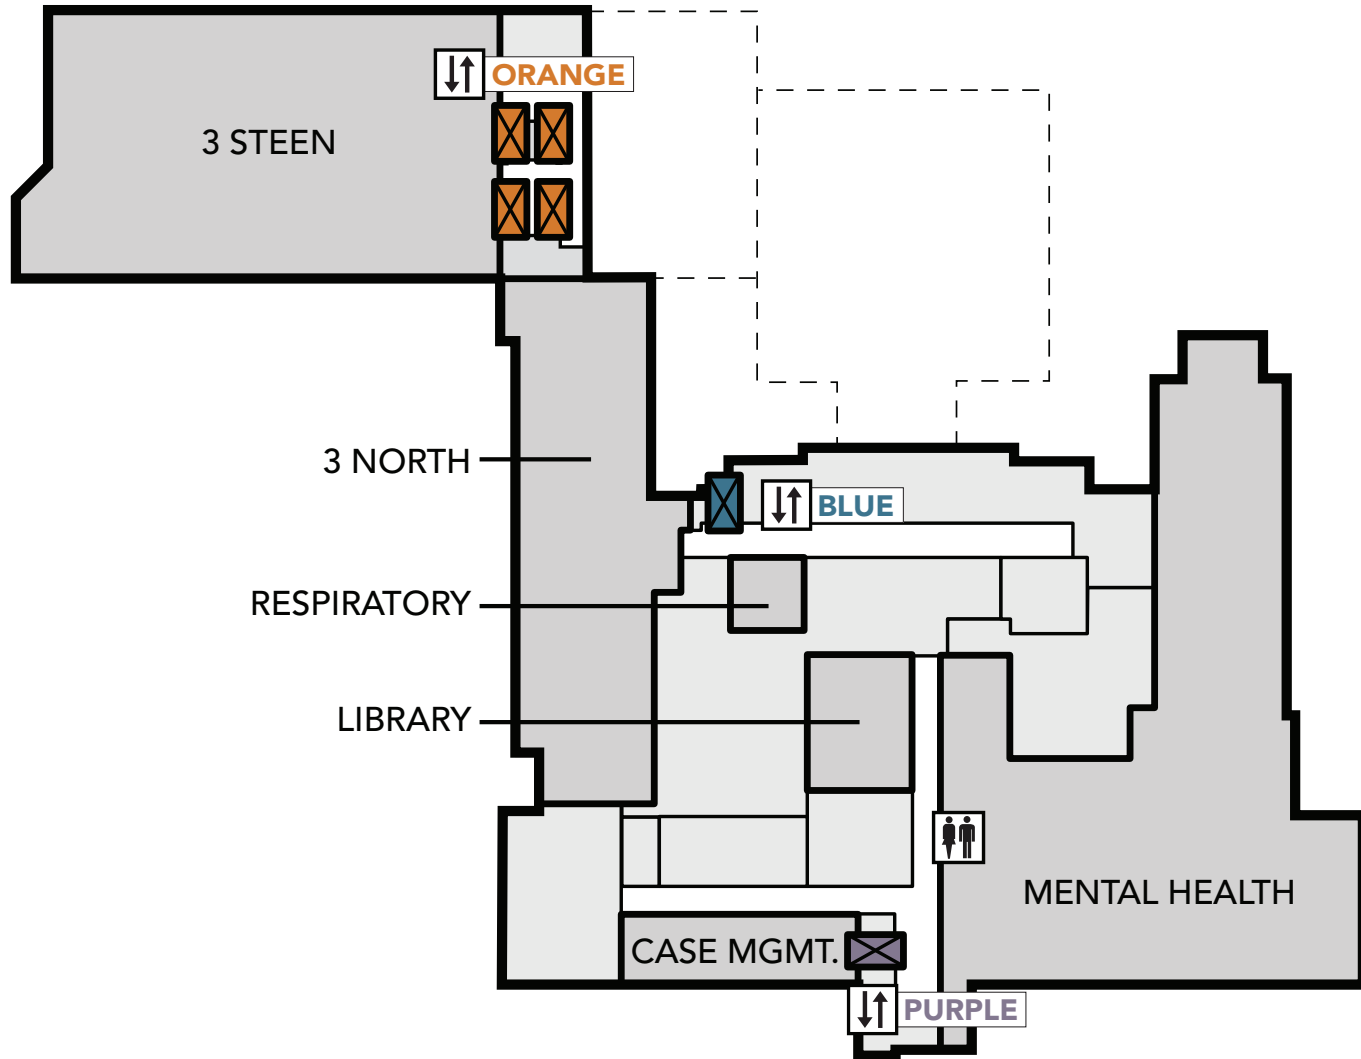 ORANGE
3 STEEN
3 NORTH
BLUE
RESPIRATORY
LIBRARY
MENTAL HEALTH
CASE MGMT.
PURPLE